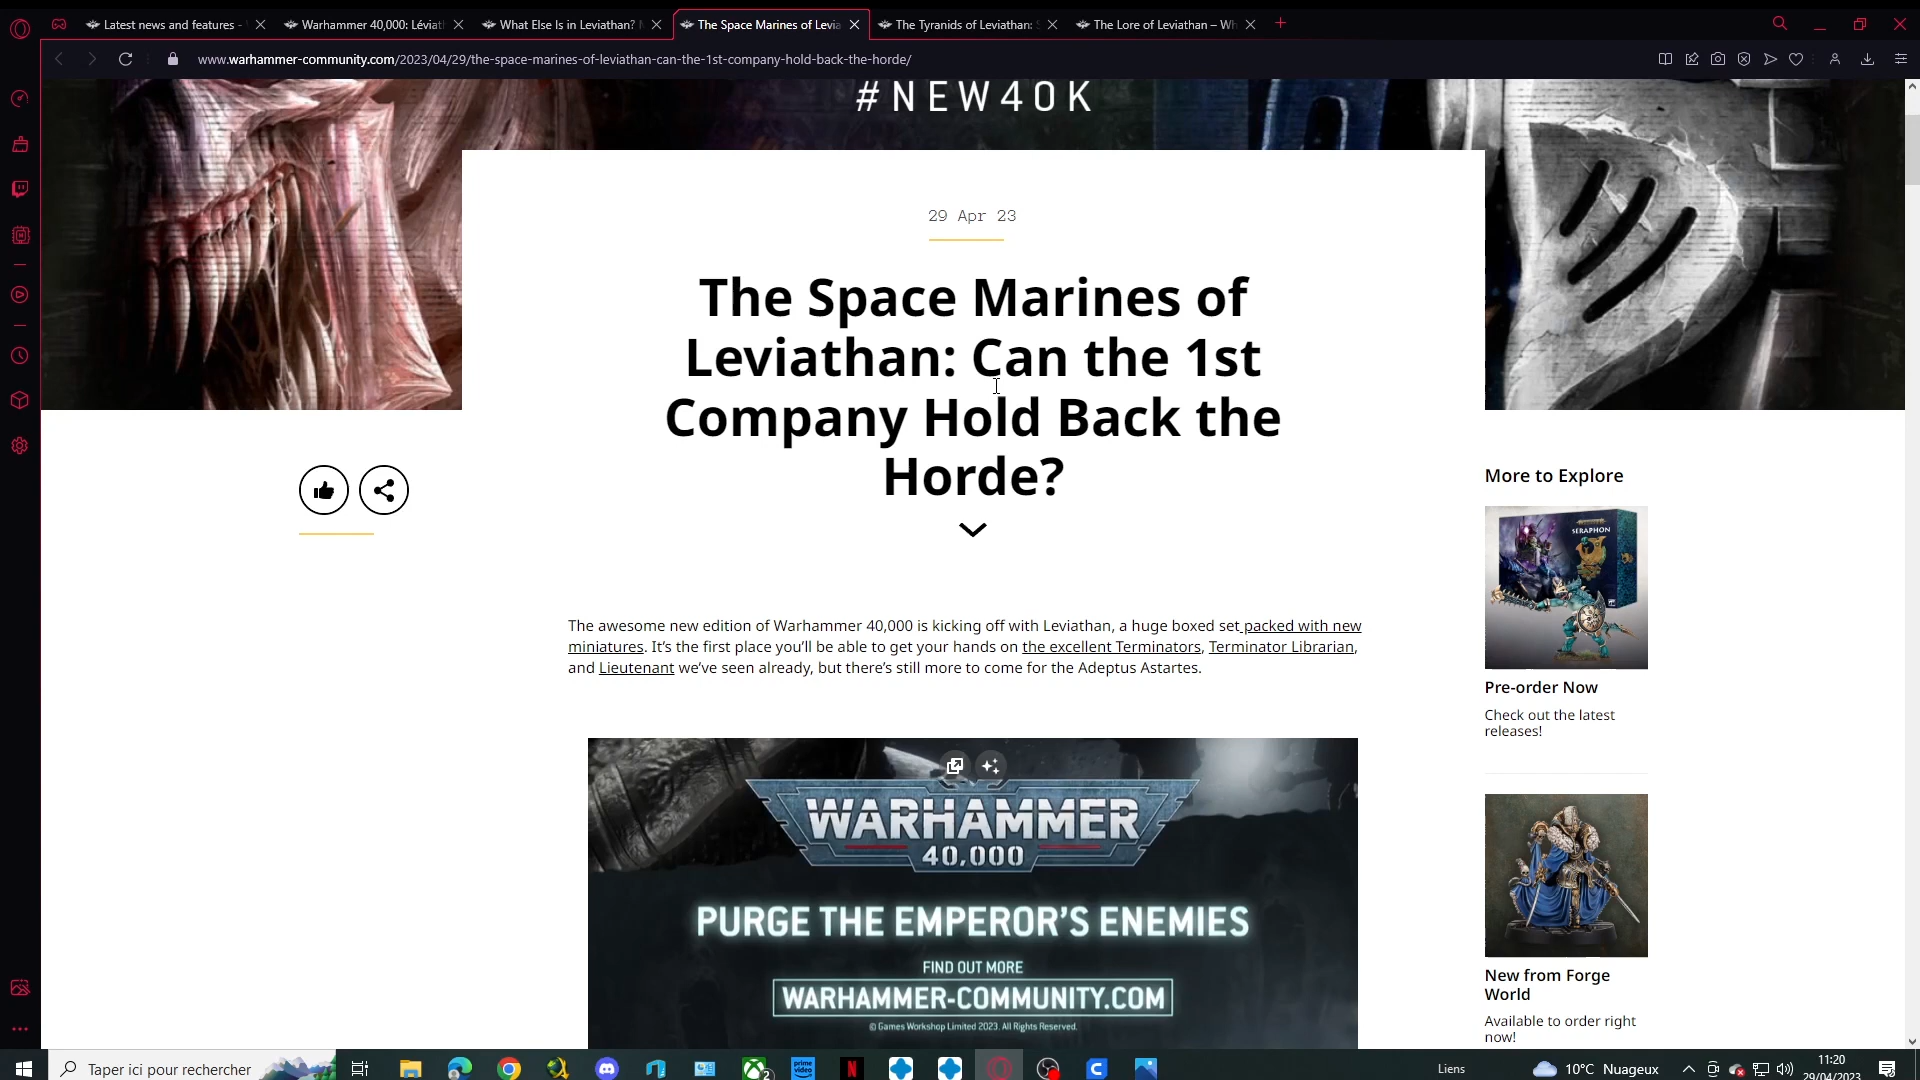 Latest news and features -
Warhammer 40,000: Léviat
What Else Is in Leviathan?
The Space Marines of Levia
The Tyranids of Leviathan:
The Lore of Leviathan – Wh
www.warhammer-community.com/2023/04/29/the-space-marines-of-leviathan-can-the-1st-company-hold-back-the-horde/
#NEW40K
29 Apr 23
The Space Marines of
Leviathan: Can the 1st
Company Hold Back the
Horde?
The awesome new edition of Warhammer 40,000 is kicking off with Leviathan, a huge boxed set packed with new
miniatures. It’s the first place you’ll be able to get your hands on the excellent Terminators, Terminator Librarian,
and Lieutenant we’ve seen already, but there’s still more to come for the Adeptus Astartes.
WARHAMMER
40,000
PURGE THE EMPEROR'S ENEMIES
FIND OUT MORE
WARHAMMER-COMMUNITY.COM
© Games Workshop Limited 2023. All Rights Reserved.
More to Explore
SERAPHON
Pre-order Now
Check out the latest
releases!
New from Forge
World
Available to order right
now!
Taper ici pour rechercher
2
prime video
N
Liens
10°C Nuageux
11:20
29/04/2023